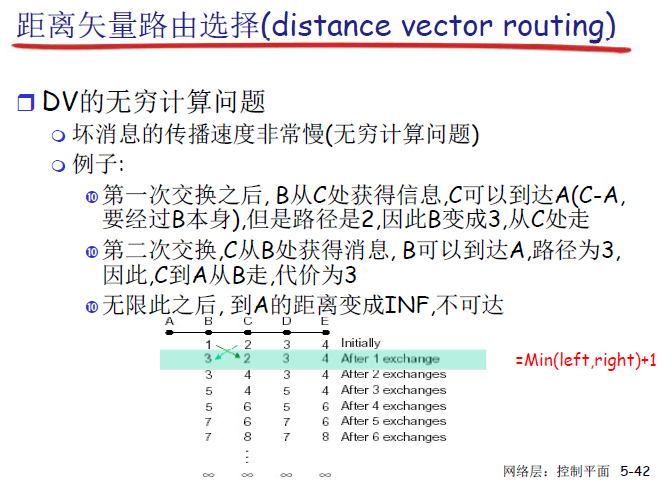 距离矢量路由选择(distance vector routing)
DV的无穷计算问题
坏消息的传播速度非常慢(无穷计算问题)
例子:
第一次交换之后, B从C处获得信息,C可以到达A(C-A,
要经过B本身),但是路径是2,因此B变成3,从C处走
第二次交换,C从B处获得消息, B可以到达A,路径为3,
因此,C到A从B走,代价为3
无限此之后, 到A的距离变成INF,不可达
A B C D E
1 2 3 4 Initially
3 2 3 4 After 1 exchange
=Min(left,right)+1
3 4 3 4 After 2 exchanges
5 4 5 4 After 3 exchanges
5 6 5 6 After 4 exchanges
7 6 7 6 After 5 exchanges
7 8 7 8 After 6 exchanges
⋮
∞ ∞ ∞ ∞
网络层：控制平面 5-42